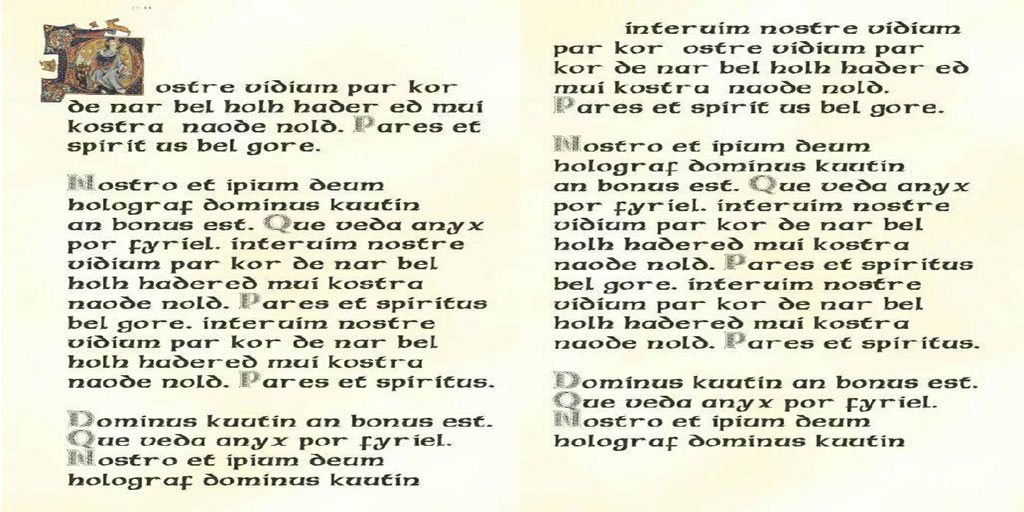 ostre vidium par kor
de nar bel holh hader ed mui
kostra naode nold. Pares et
spirit us bel gore.
Nostro et ipium deum
holograf dominus kuutin
an bonus est. Que veda anyx
por fyriel. interuim nostre
vidium par kor de nar bel
holh hadered mui kostra
naode nold. Pares et spiritus
bel gore. interuim nostre
vidium par kor de nar bel
holh hadered mui kostra
naode nold. Pares et spiritus.
Dominus kuutin an bonus est.
Que veda anyx por fyriel.
Nostro et ipium deum
holograf dominus kuutin
interuim nostre vidium
par kor ostre vidium par
kor de nar bel holh hader ed
mui kostra naode nold.
Pares et spirit us bel gore.
Nostro et ipium deum
holograf dominus kuutin
an bonus est. Que veda anyx
por fyriel. interuim nostre
vidium par kor de nar bel
holh hadered mui kostra
naode nold. Pares et spiritus
bel gore. interuim nostre
vidium par kor de nar bel
holh hadered mui kostra
naode nold. Pares et spiritus.
Dominus kuutin an bonus est.
Que veda anyx por fyriel.
Nostro et ipium deum
holograf dominus kuutin